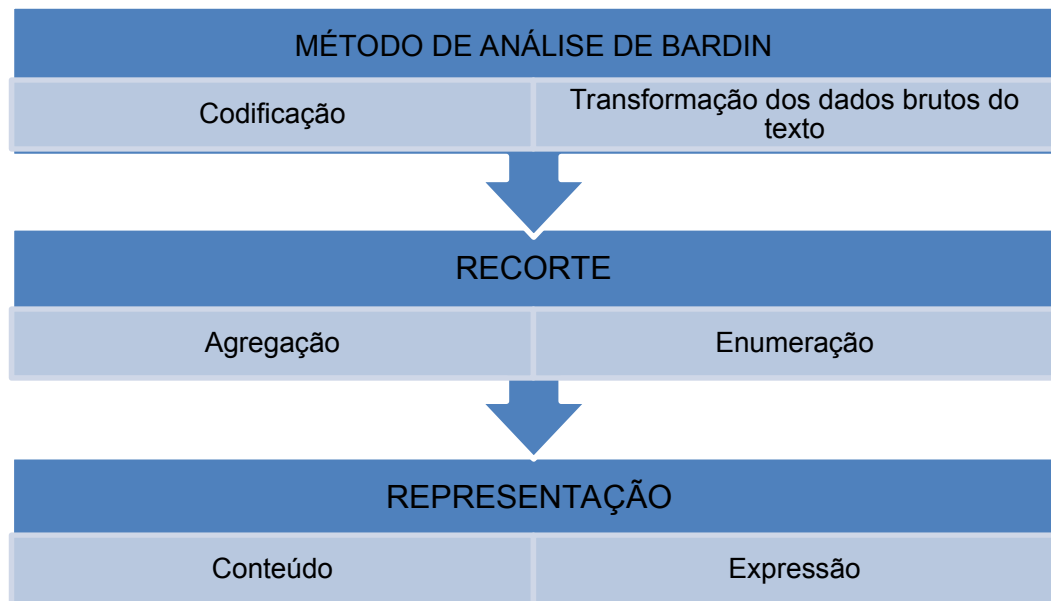 MÉTODO DE ANÁLISE DE BARDIN
Codificação
Transformação dos dados brutos do
texto
RECORTE
Agregação
Enumeração
REPRESENTAÇÃO
Conteúdo
Expressão